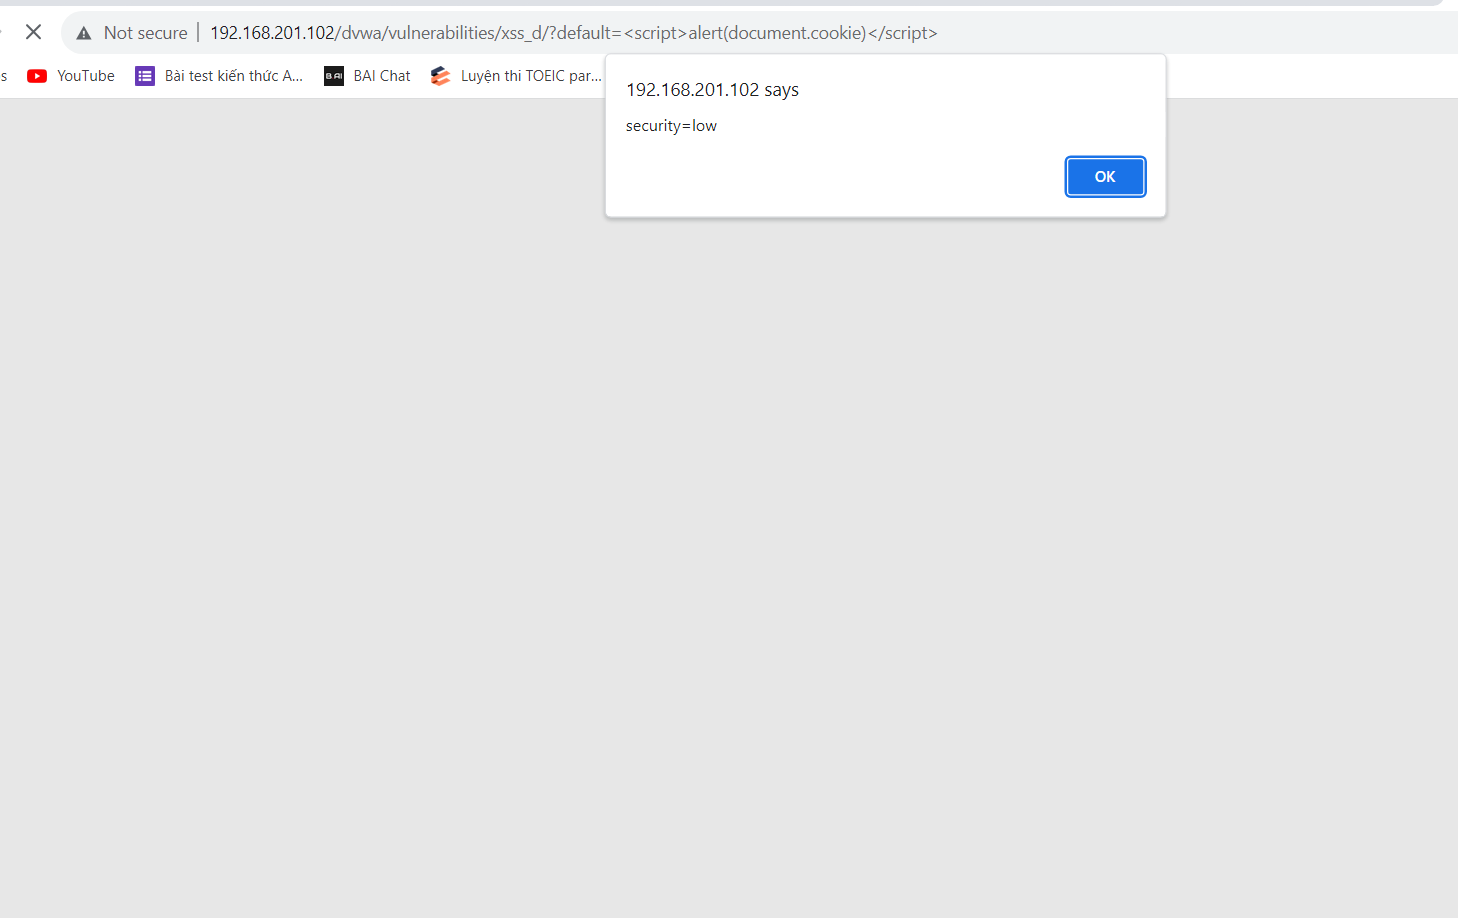 Not secure | 192.168.201.102/dvwa/vulnerabilities/xss_d/?default=<script>alert(document.cookie)</script>
s YouTube Bài test kiến thức A... B AI BAI Chat Luyện thi TOEIC par...
192.168.201.102 says
security=low
OK